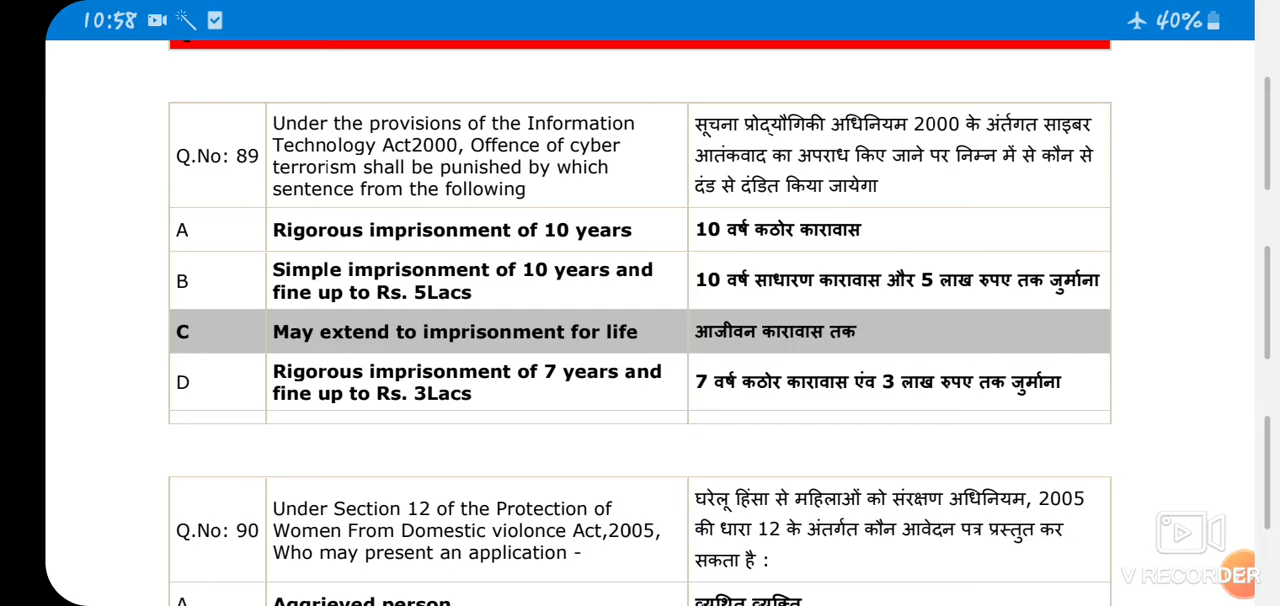 10:58
40%
Q.No: 89
Under the provisions of the Information
Technology Act2000, Offence of cyber
terrorism shall be punished by which
sentence from the following
सूचना प्रोद्यौगिकी अधिनियम 2000 के अंर्तगत साइबर
आतंकवाद का अपराध किए जाने पर निम्न में से कौन से
दंड से दंडित किया जायेगा
A
Rigorous imprisonment of 10 years
10 वर्ष कठोर कारावास
B
Simple imprisonment of 10 years and
fine up to Rs. 5Lacs
10 वर्ष साधारण कारावास और 5 लाख रुपए तक जुर्माना
C
May extend to imprisonment for life
आजीवन कारावास तक
D
Rigorous imprisonment of 7 years and
fine up to Rs. 3Lacs
7 वर्ष कठोर कारावास एंव 3 लाख रुपए तक जुर्माना
Q.No: 90
Under Section 12 of the Protection of
Women From Domestic violonce Act,2005,
Who may present an application -
घरेलू हिंसा से महिलाओं को संरक्षण अधिनियम, 2005
की धारा 12 के अंतर्गत कौन आवेदन पत्र प्रस्तुत कर
सकता है :
A
Aggrieved person
व्यथित व्यक्ति
V RECORDER